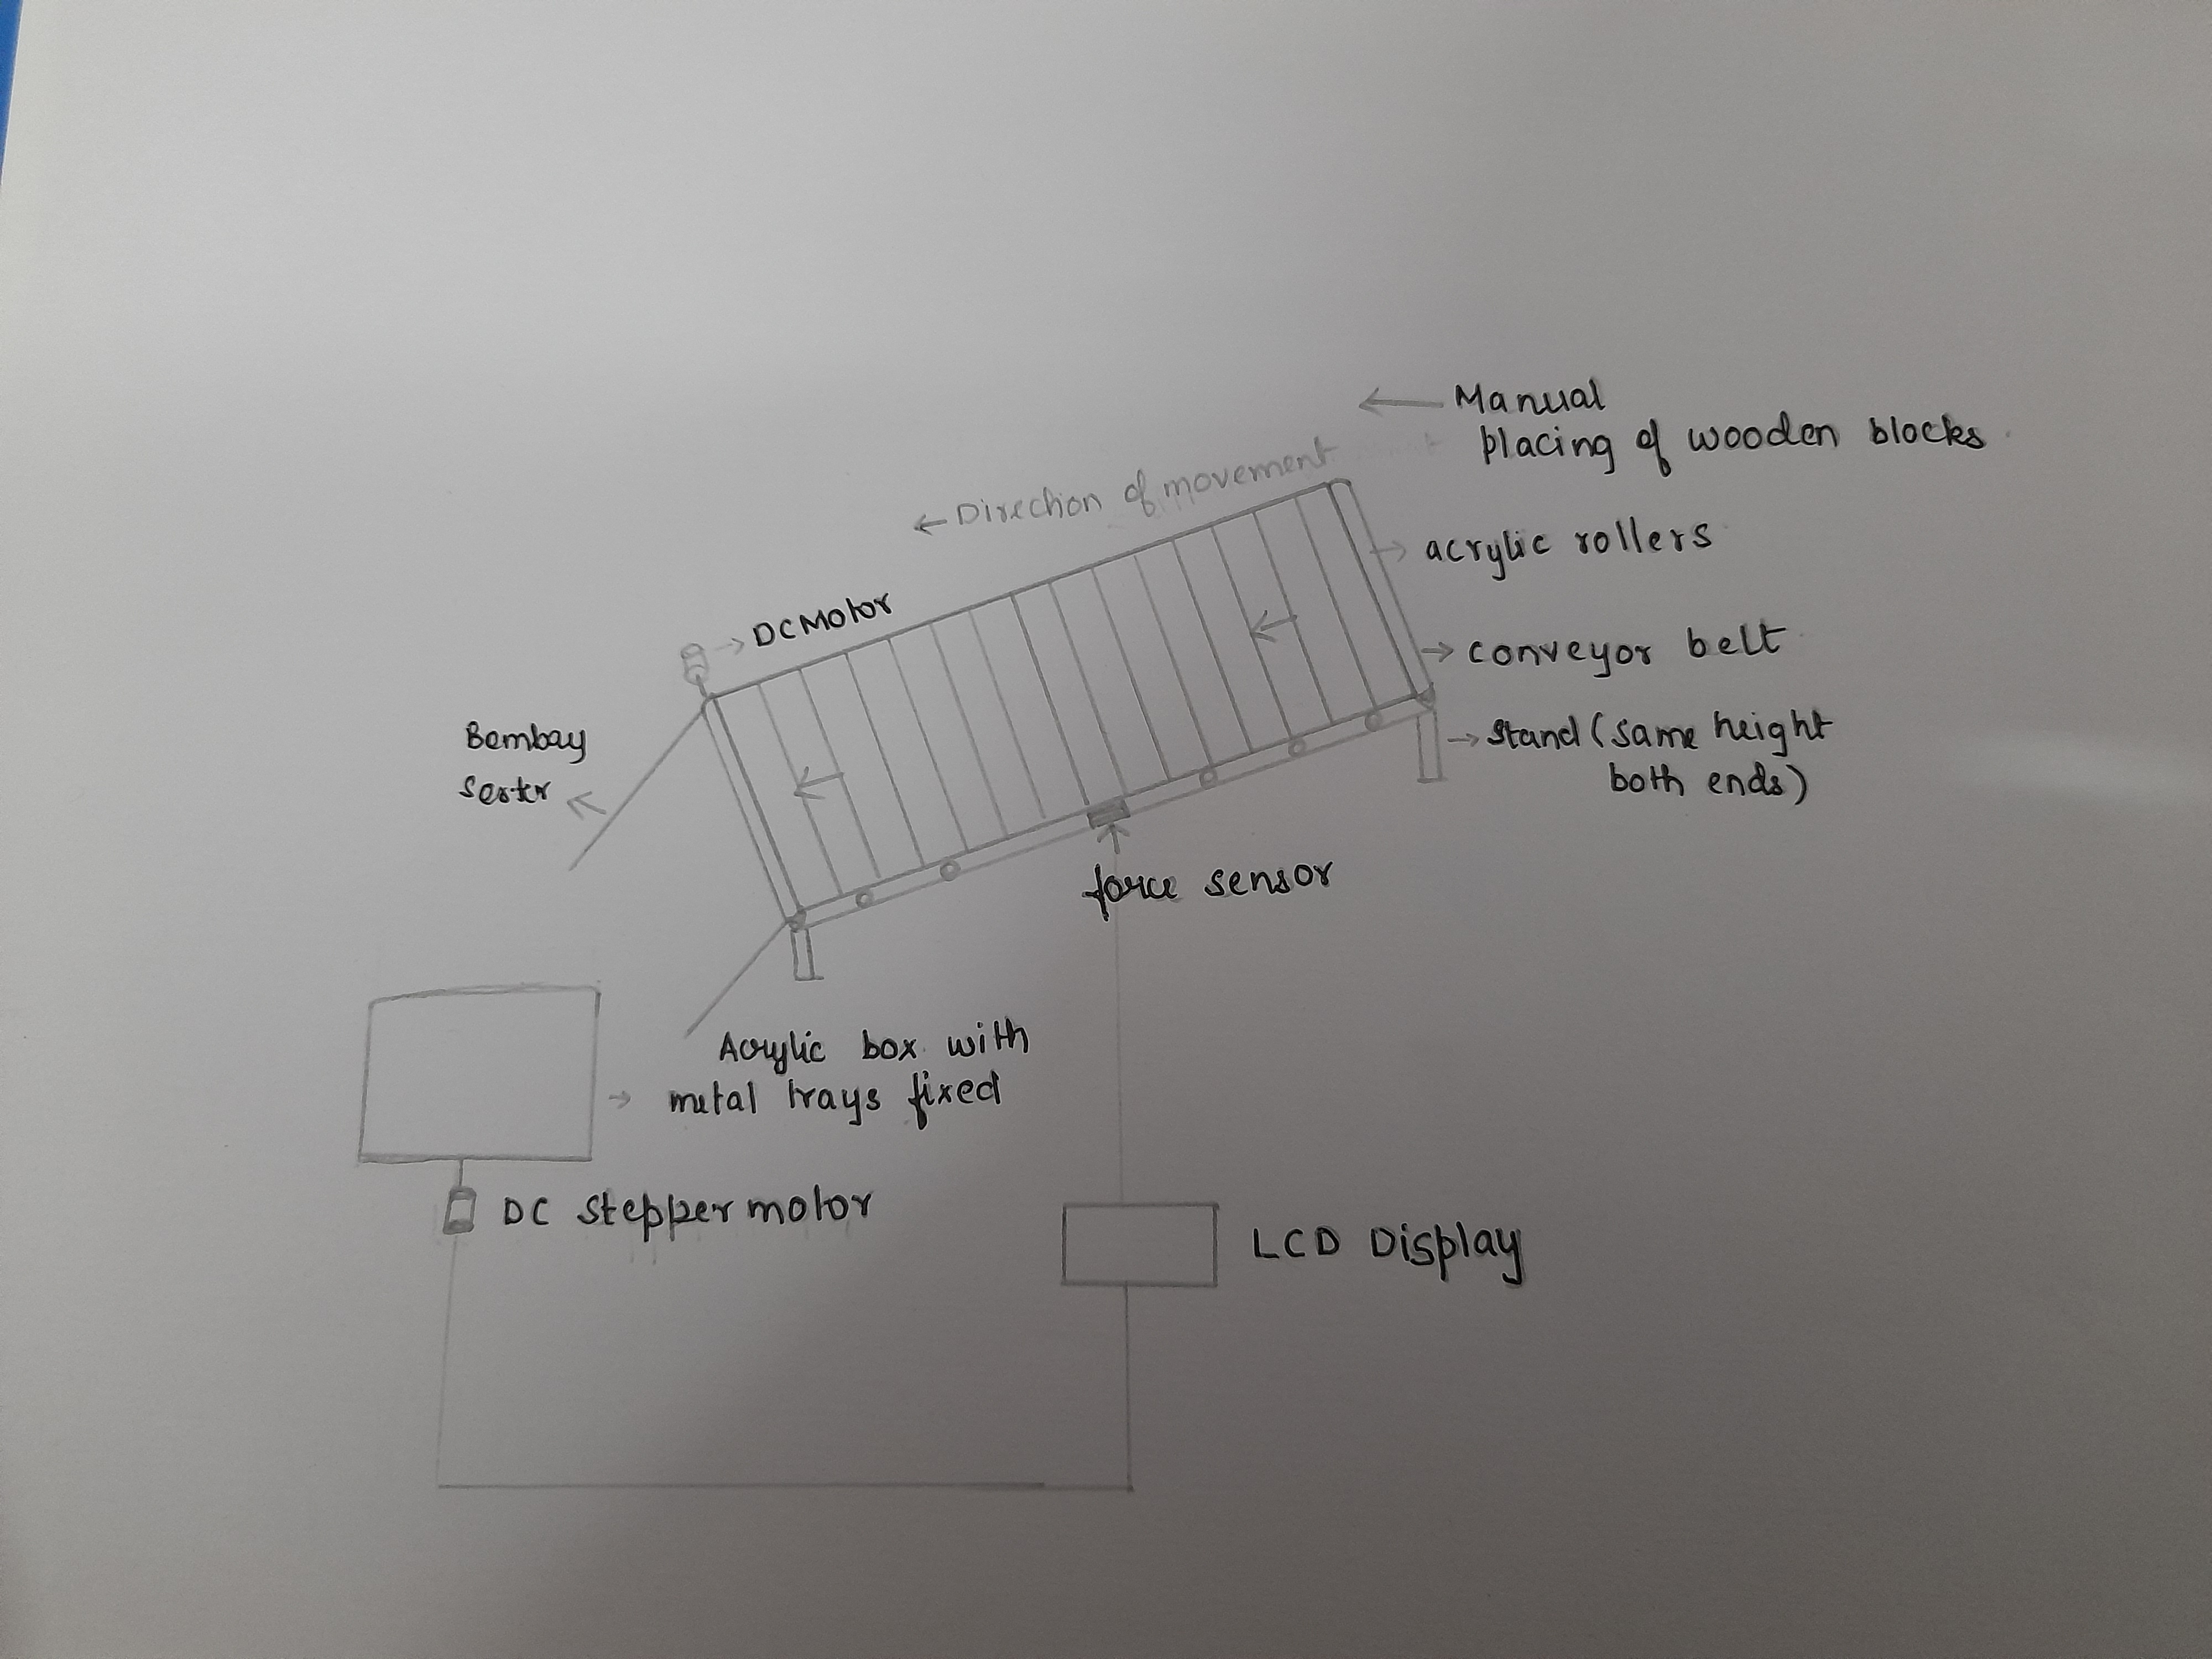 Manual
placing of wooden blocks
Direction of movement
acrylic rollers
DC Motor
conveyor belt
Stand (same height
both ends)
Bombay
force sensor
Acrylic box with
metal trays fixed
DC stepper motor
LCD Display